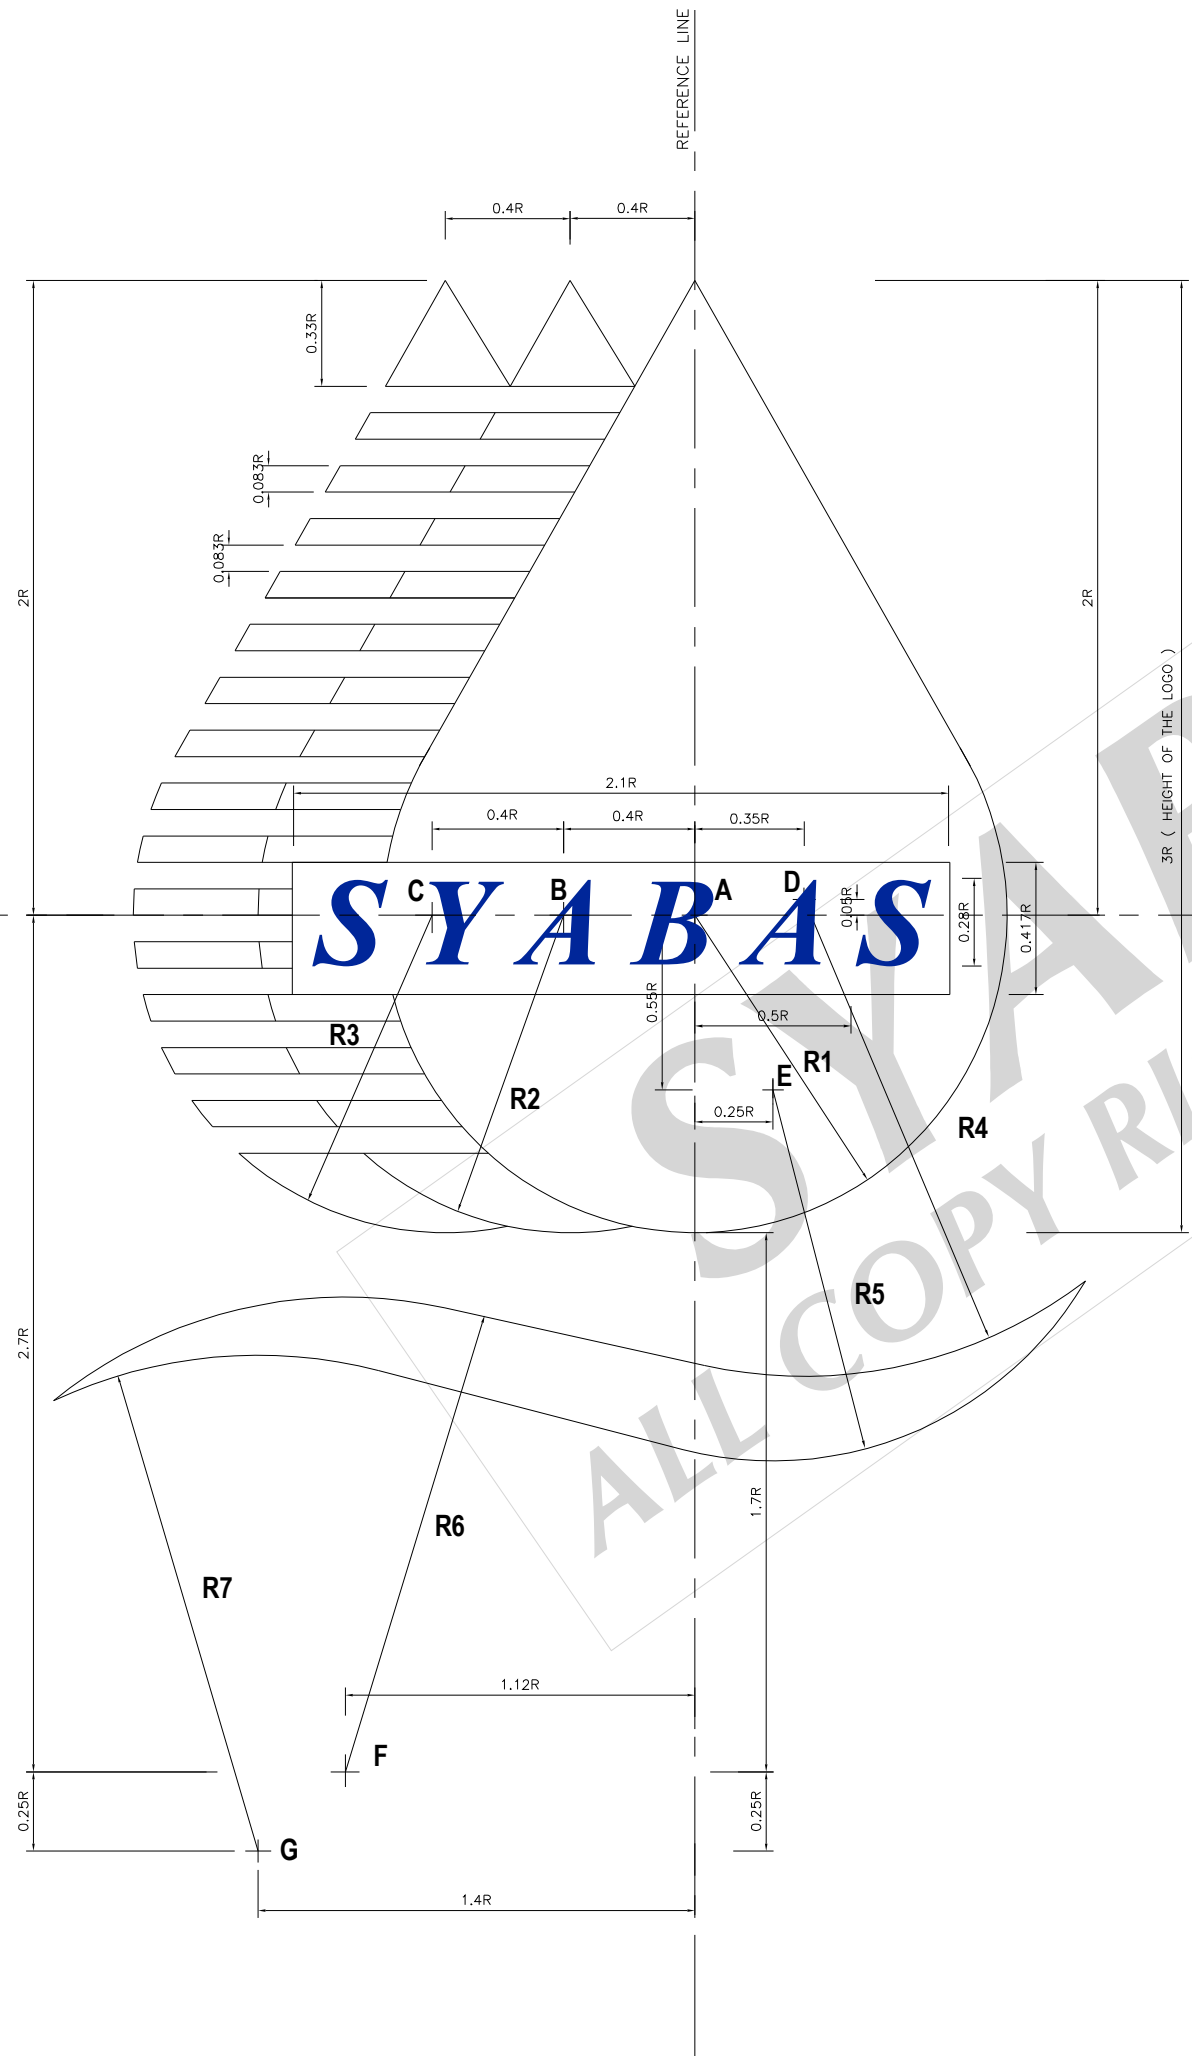 REFERENCE LINE
0.4R
0.4R
0.33R
0.083R
0.083R
2R
2R
3R ( HEIGHT OF THE LOGO )
2.1R
0.4R
0.4R
0.35R
C
B
A
D
SYABAS
0.05R
0.28R
0.417R
0.55R
0.5R
R3
R1
E
R2
0.25R
R4
R5
2.7R
1.7R
R6
R7
1.12R
F
0.25R
0.25R
G
1.4R
SYA
ALL COPY RI